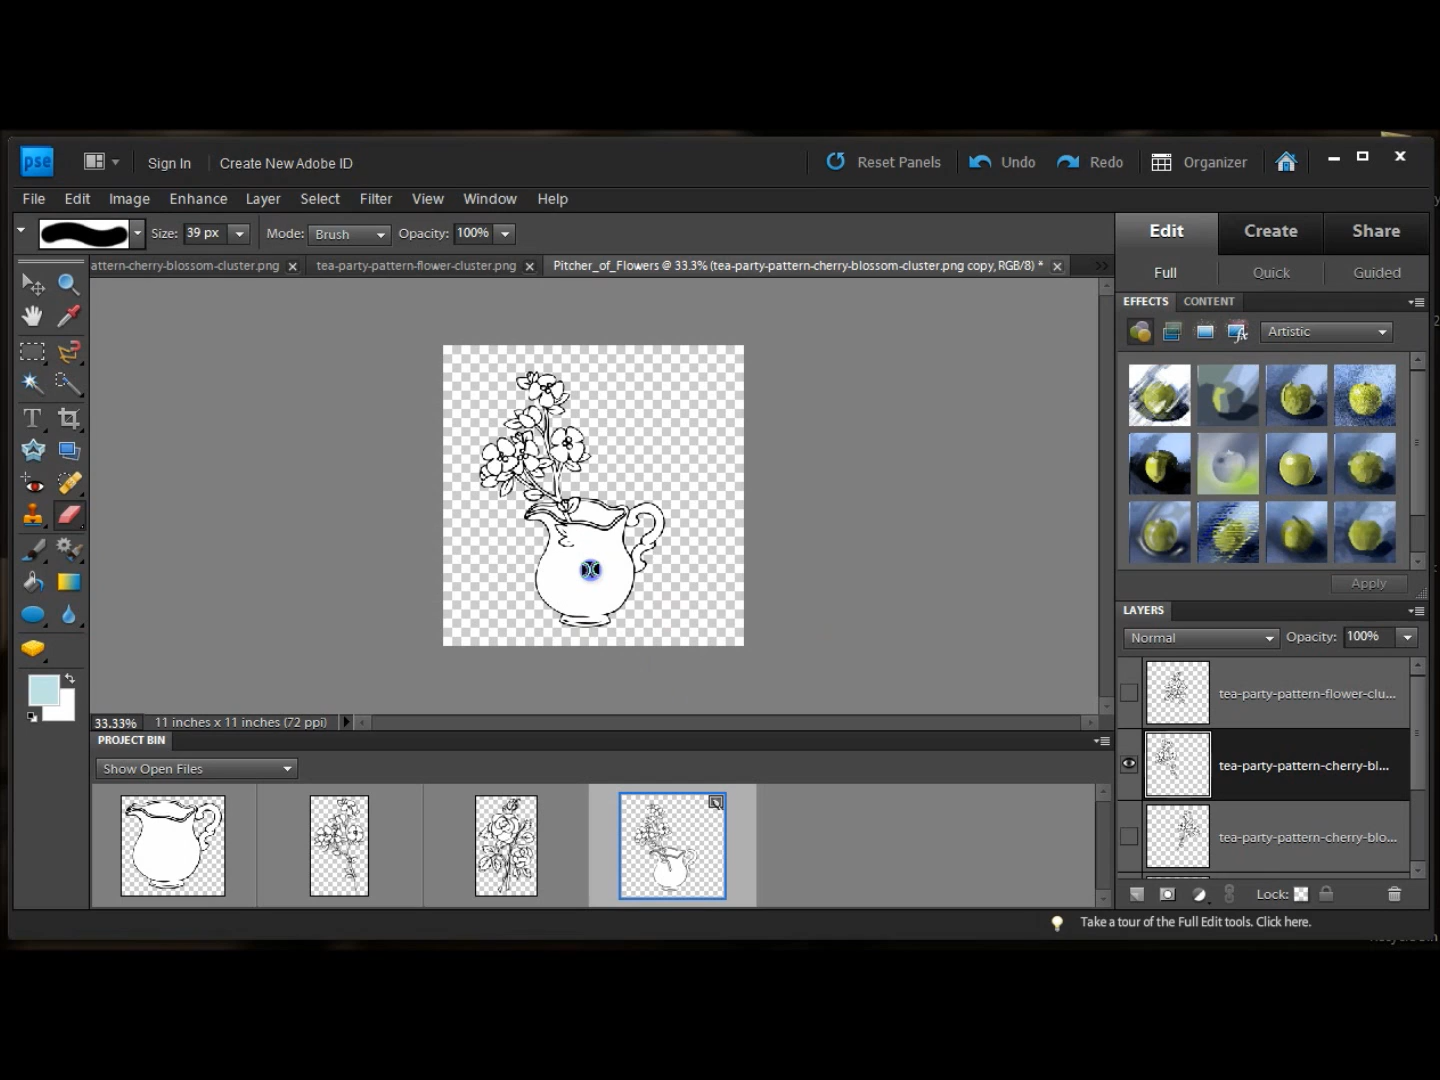 pse Sign In Create New Adobe ID Reset Panels Undo Redo Organizer
File Edit Image Enhance Layer Select Filter View Window Help
Size: 39 px Mode: Brush Opacity: 100%
Edit Create Share
attern-cherry-blossom-cluster.png tea-party-pattern-flower-cluster.png Pitcher_of_Flowers @ 33.3% (tea-party-pattern-cherry-blossom-cluster.png copy, RGB/8) *
Full Quick Guided
EFFECTS CONTENT
Artistic
Apply
LAYERS
Normal Opacity: 100%
tea-party-pattern-flower-clu...
tea-party-pattern-cherry-bl...
tea-party-pattern-cherry-blo...
Lock:
33.33% 11 inches x 11 inches (72 ppi)
PROJECT BIN
Show Open Files
Take a tour of the Full Edit tools. Click here.